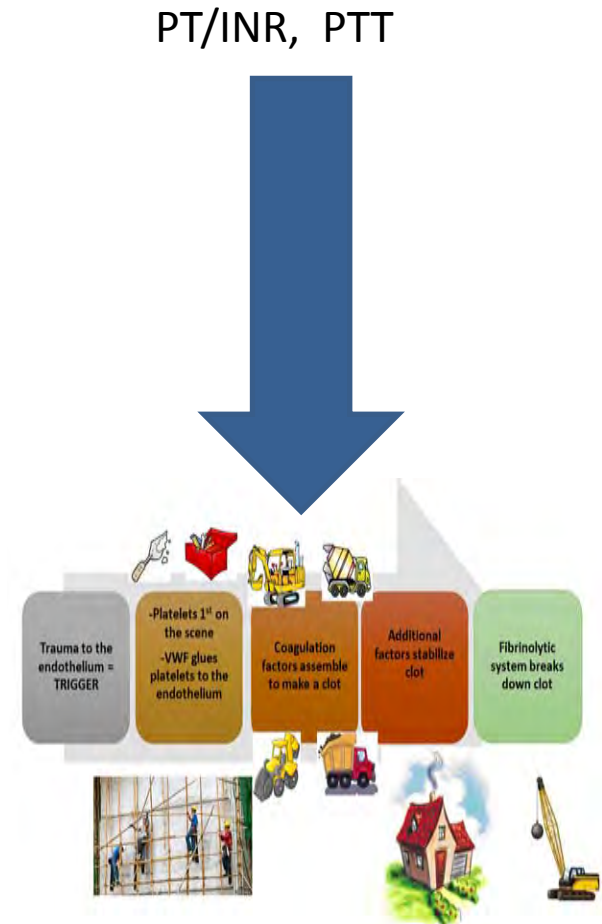 PT/INR, PTT
Trauma to the
endothelium =
TRIGGER
-Platelets 1st on
the scene
-VWF glues
platelets to the
endothelium
Coagulation
factors assemble
to make a clot
Additional
factors stabilize
clot
Fibrinolytic
system breaks
down clot